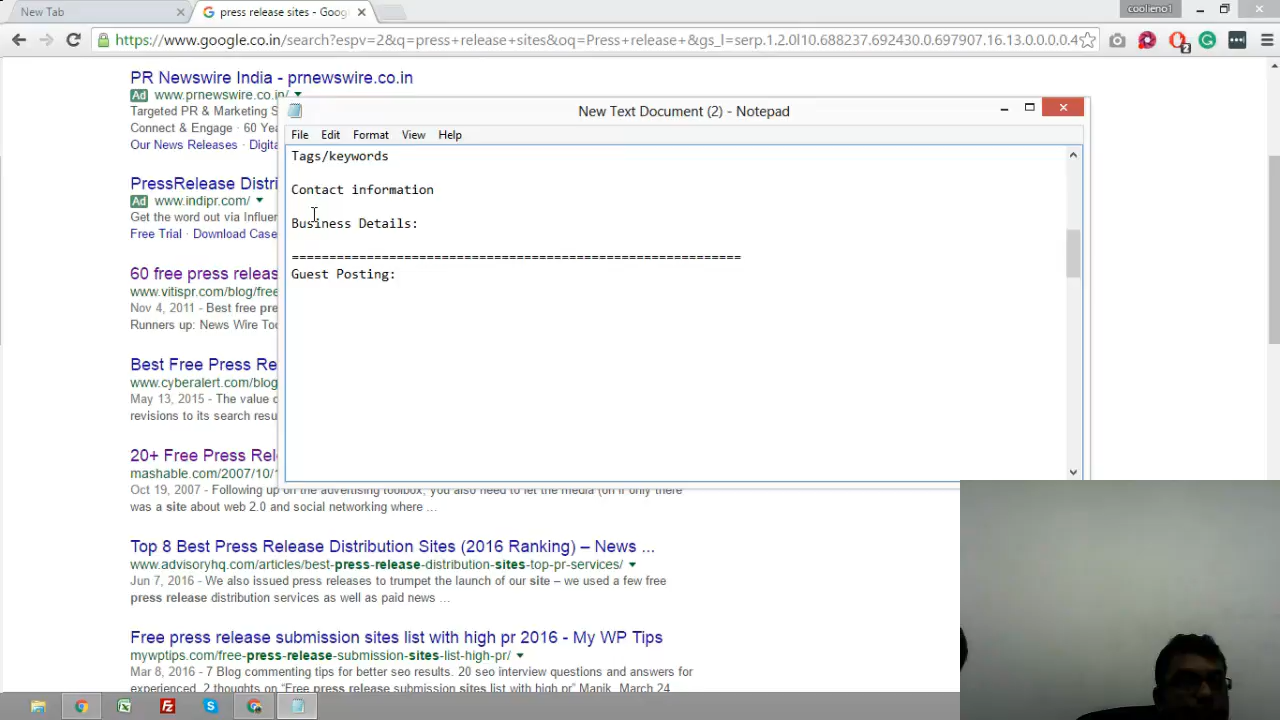 New Tab
press release sites - Goog
coolieno1
https://www.google.co.in/search?espv=2&q=press+release+sites&oq=Press+release+&gs_l=serp.1.2.0l10.688237.692430.0.697907.16.13.0.0.0.4
2
PR Newswire India - prnewswire.co.in
Ad www.prnewswire.co.in/
Targeted PR & Marketing S
Connect & Engage · 60 Yea
Our News Releases · Digita
PressRelease Distri
Ad www.indipr.com/
Get the word out via Influen
Free Trial · Download Case
60 free press releas
www.vitispr.com/blog/free
Nov 4, 2011 - Best free pre
Runners up: News Wire To
Best Free Press Re
www.cyberalert.com/blog
May 13, 2015 - The value o
revisions to its search resu
20+ Free Press Rel
mashable.com/2007/10/
Oct 19, 2007 - Following up on the advertising toolbox, you also need to let the media (on if only there
was a site about web 2.0 and social networking where ...
Top 8 Best Press Release Distribution Sites (2016 Ranking) – News ...
www.advisoryhq.com/articles/best-press-release-distribution-sites-top-pr-services/
Jun 7, 2016 - We also issued press releases to trumpet the launch of our site – we used a few free
press release distribution services as well as paid news ...
Free press release submission sites list with high pr 2016 - My WP Tips
mywptips.com/free-press-release-submission-sites-list-high-pr/
Mar 8, 2016 - 7 Blog commenting tips for better seo results. 20 seo interview questions and answers for
experienced. 2 thoughts on “Free press release submission sites list with high pr” Manik. March 24
New Text Document (2) - Notepad
File Edit Format View Help
Tags/keywords
Contact information
Business Details:
============================================================
Guest Posting: